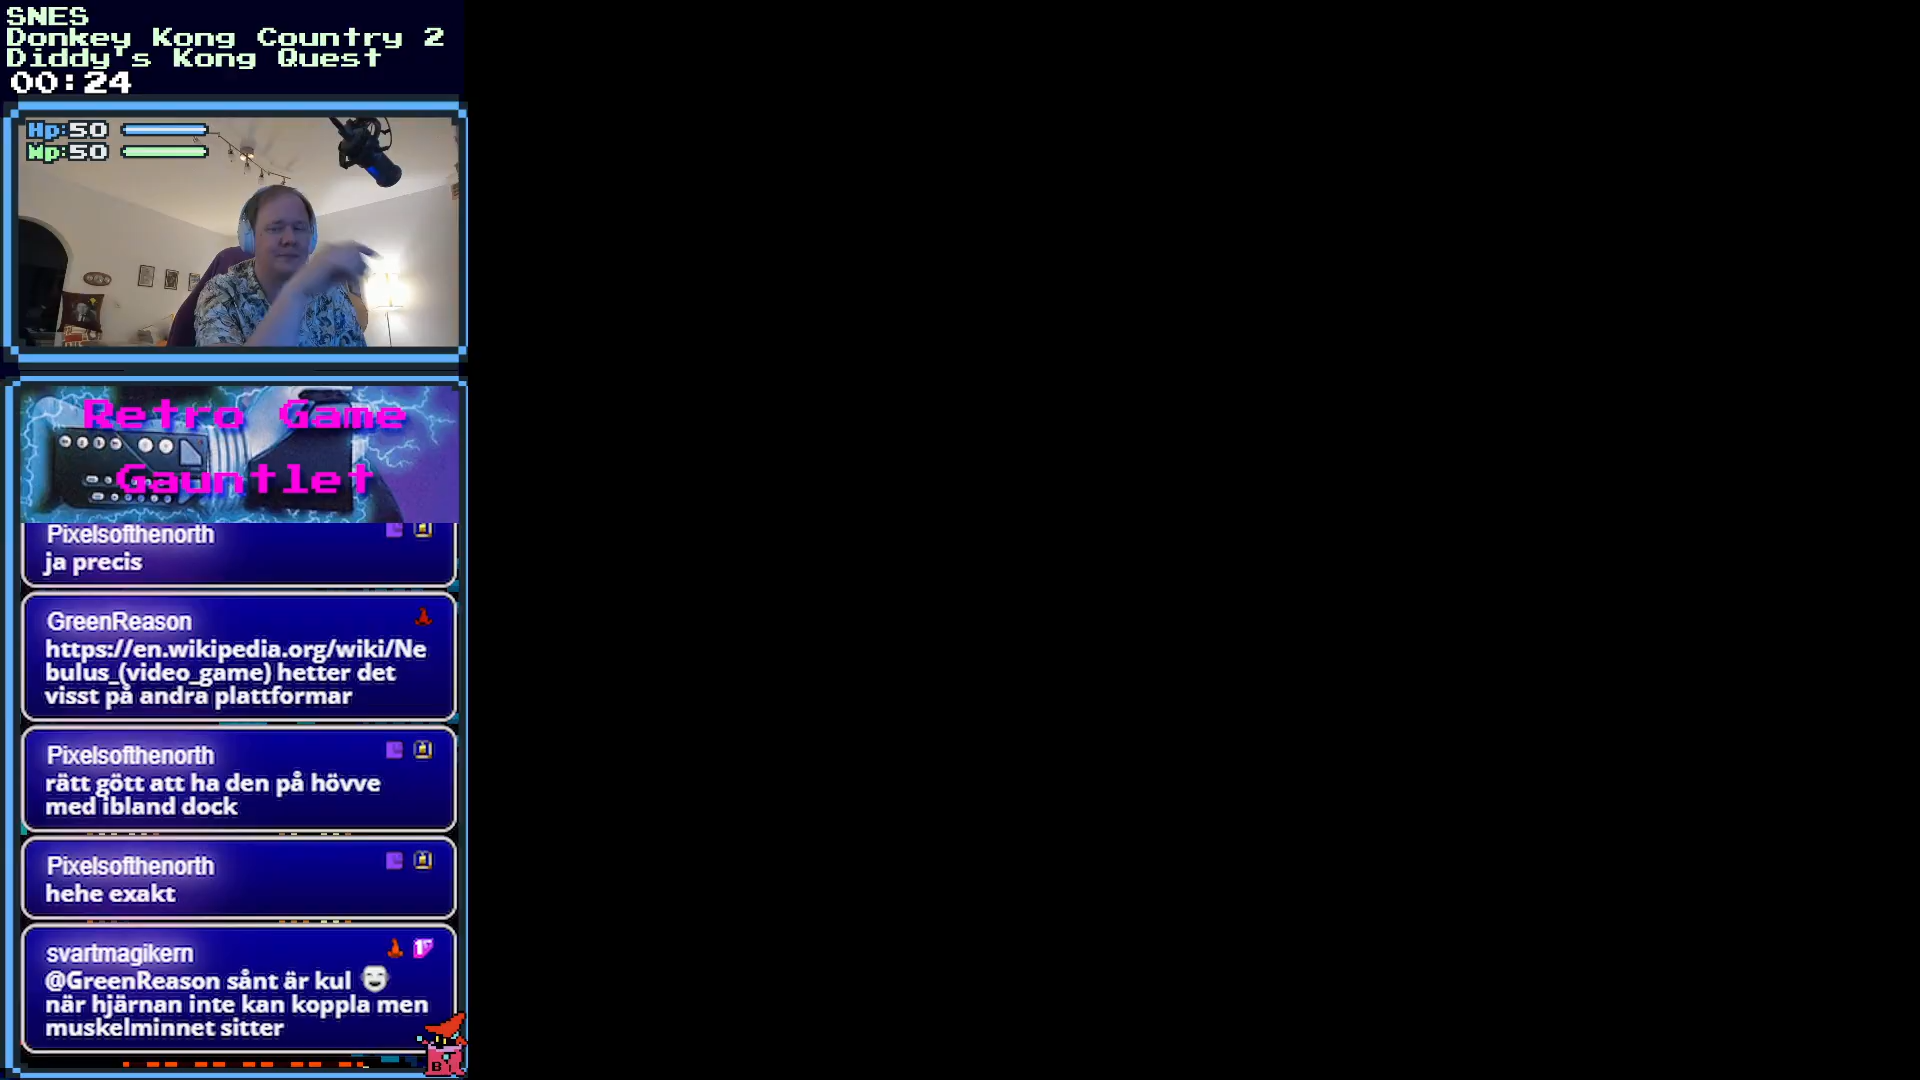 SNES
Donkey Kong Country 2
Diddy's Kong Quest
00:24
Hp:50
Mp:50
Retro Game
Gauntlet
Pixelsofthenorth
ja precis
GreenReason
https://en.wikipedia.org/wiki/Ne
bulus_(video_game) hetter det
visst på andra plattformar
Pixelsofthenorth
rätt gött att ha den på hövve
med ibland dock
Pixelsofthenorth
hehe exakt
svartmagikern
@GreenReason sånt är kul
när hjärnan inte kan koppla men
muskelminnet sitter